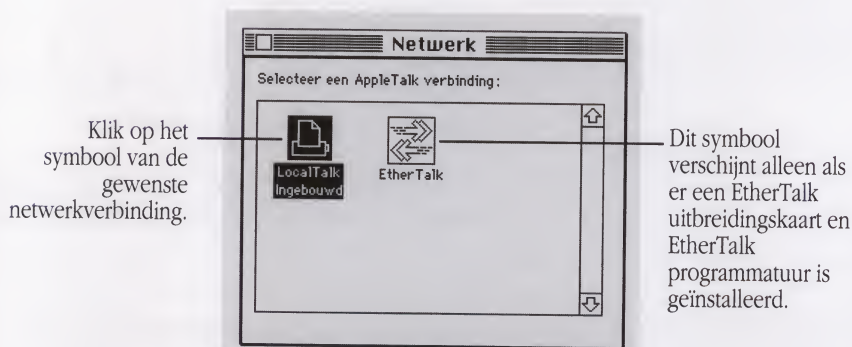 Netwerk
Selecteer een AppleTalk verbinding:
LocalTalk
Ingebouwd
EtherTalk
Klik op het
symbool van de
gewenste
netwerkverbinding.
Dit symbool
verschijnt alleen als
er een EtherTalk
uitbreidingskaart en
EtherTalk
programmatuur is
geïnstalleerd.